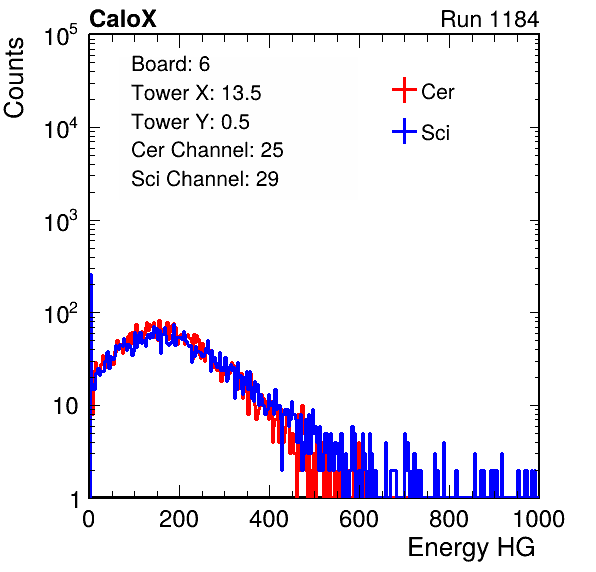 CaloX Run 1184
Counts
Board: 6
Tower X: 13.5
Tower Y: 0.5
Cer Channel: 25
Sci Channel: 29
Cer
Sci
10^5
10^4
10^3
10^2
10
1
0 200 400 600 800 1000
Energy HG